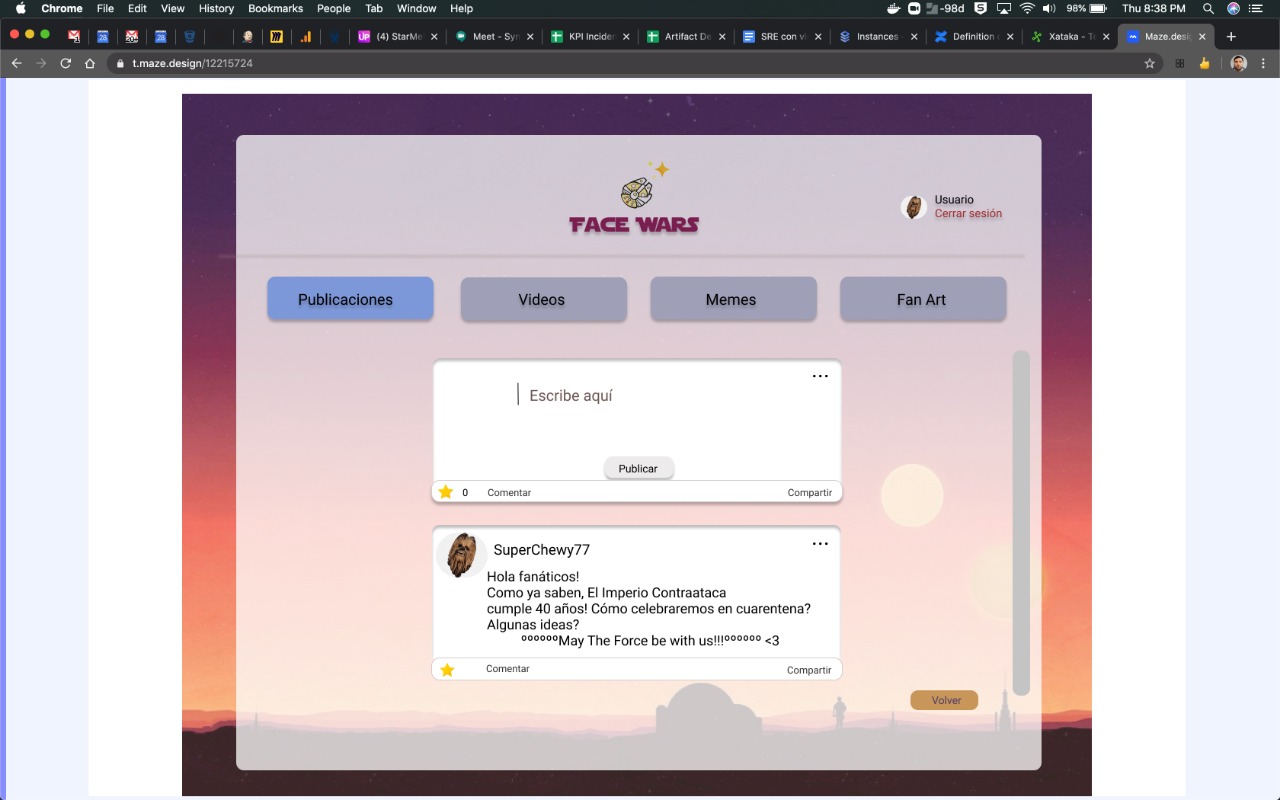 Chrome File Edit View History Bookmarks People Tab Window Help -98d 98% Thu 8:38 PM
(4) StarMe Meet - Syn KPI Inciden Artifact De SRE con vi Instances - Definition Xataka - Te Maze.desig
t.maze.design/12215724
FACE WARS
Usuario
Cerrar sesión
Publicaciones Videos Memes Fan Art
...
Escribe aquí
Publicar
0 Comentar Compartir
SuperChewy77 ...
Hola fanáticos!
Como ya saben, El Imperio Contraataca
cumple 40 años! Cómo celebraremos en cuarentena?
Algunas ideas?
ººººººMay The Force be with us!!!ºººººº <3
Comentar Compartir
Volver